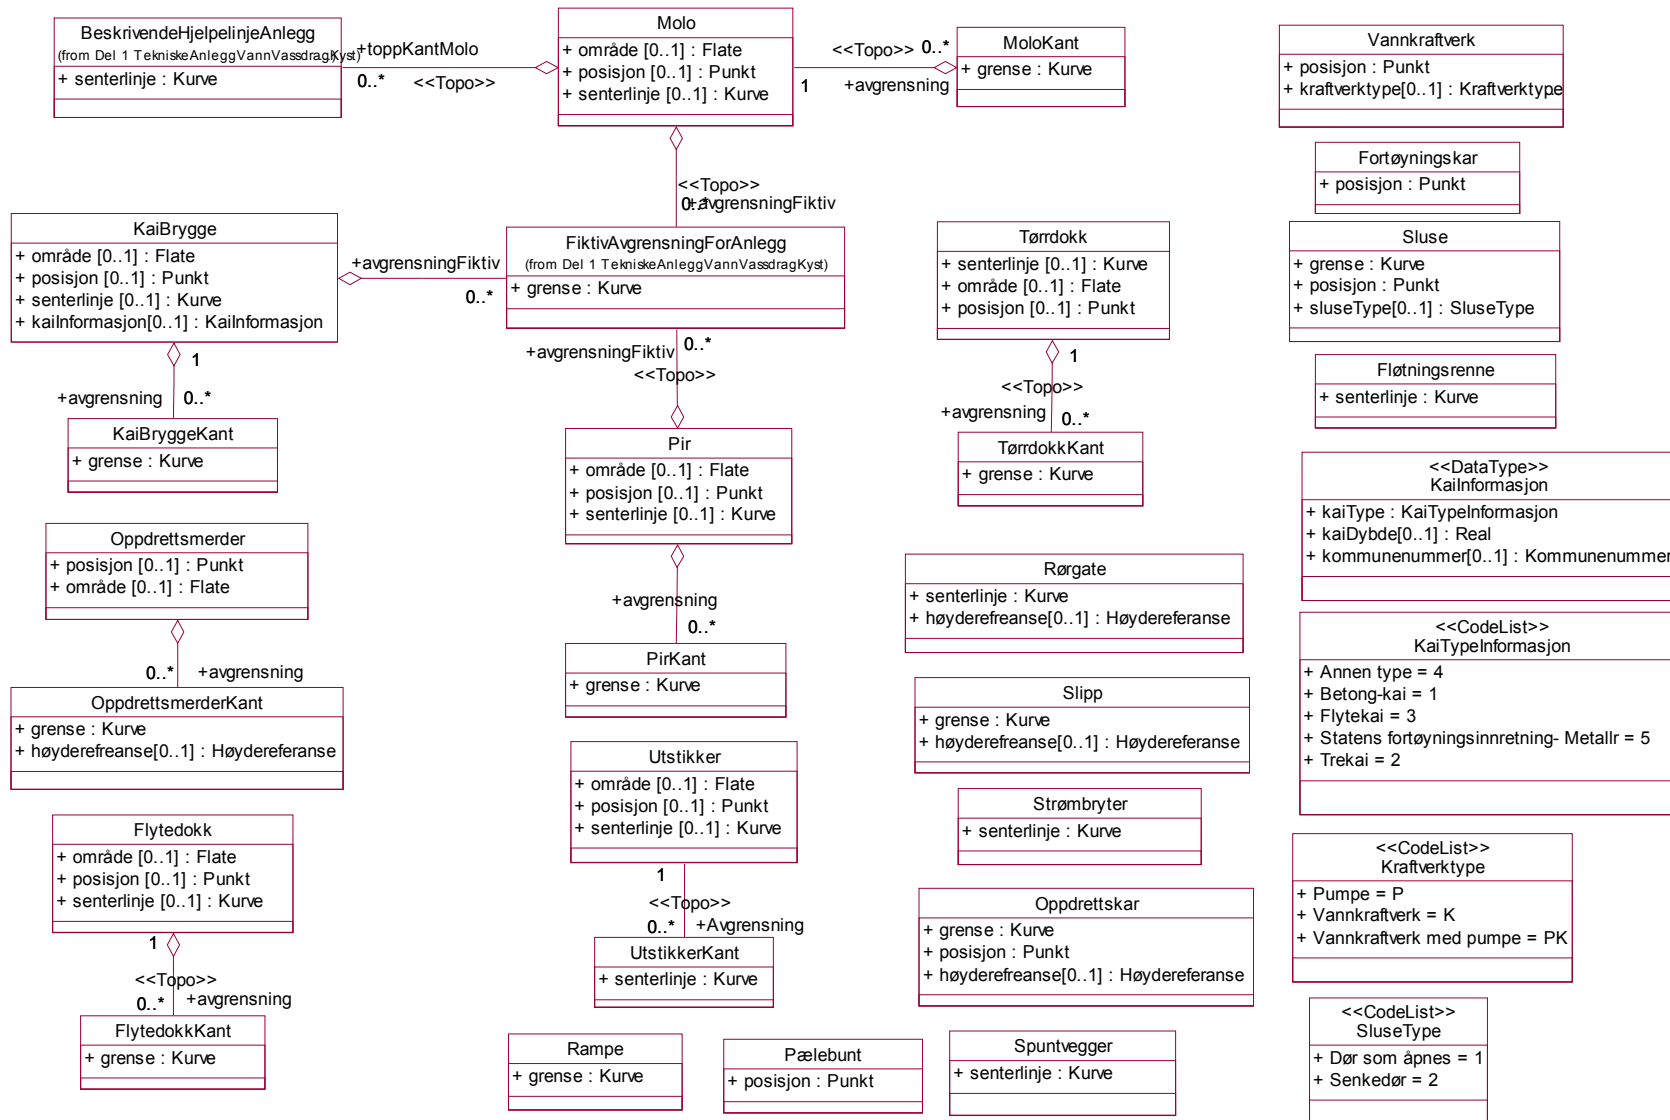 BeskrivendeHjelpelinjeAnlegg
(from Del 1 TekniskeAnleggVannVassdragKyst)
+ senterlinje : Kurve
+toppKantMolo
0..*
<<Topo>>
Molo
+ område [0..1] : Flate
+ posisjon [0..1] : Punkt
+ senterlinje [0..1] : Kurve
<<Topo>>
0..*
1
+avgrensning
MoloKant
+ grense : Kurve
Vannkraftverk
+ posisjon : Punkt
+ kraftverktype[0..1] : Kraftverktype
Fortøyningskar
+ posisjon : Punkt
<<Topo>>
0..*
+avgrensningFiktiv
KaiBrygge
+ område [0..1] : Flate
+ posisjon [0..1] : Punkt
+ senterlinje [0..1] : Kurve
+ kaiInformasjon[0..1] : KaiInformasjon
+avgrensningFiktiv
0..*
FiktivAvgrensningForAnlegg
(from Del 1 TekniskeAnleggVannVassdragKyst)
+ grense : Kurve
Tørrdokk
+ senterlinje [0..1] : Kurve
+ område [0..1] : Flate
+ posisjon [0..1] : Punkt
Sluse
+ grense : Kurve
+ posisjon : Punkt
+ sluseType[0..1] : SluseType
1
+avgrensning
0..*
KaiBryggeKant
+ grense : Kurve
+avgrensningFiktiv
0..*
<<Topo>>
1
<<Topo>>
+avgrensning
0..*
TørrdokkKant
+ grense : Kurve
Fløtningsrenne
+ senterlinje : Kurve
Pir
+ område [0..1] : Flate
+ posisjon [0..1] : Punkt
+ senterlinje [0..1] : Kurve
<<DataType>>
KaiInformasjon
+ kaiType : KaiTypeInformasjon
+ kaiDybde[0..1] : Real
+ kommunenummer[0..1] : Kommunenummer
Oppdrettsmerder
+ posisjon [0..1] : Punkt
+ område [0..1] : Flate
0..*
+avgrensning
OppdrettsmerderKant
+ grense : Kurve
+ høyderefreanse[0..1] : Høydereferanse
+avgrensning
0..*
PirKant
+ grense : Kurve
Rørgate
+ senterlinje : Kurve
+ høyderefreanse[0..1] : Høydereferanse
<<CodeList>>
KaiTypeInformasjon
+ Annen type = 4
+ Betong-kai = 1
+ Flytekai = 3
+ Statens fortøyningsinnretning- Metallr = 5
+ Trekai = 2
Slipp
+ grense : Kurve
+ høyderefreanse[0..1] : Høydereferanse
Utstikker
+ område [0..1] : Flate
+ posisjon [0..1] : Punkt
+ senterlinje [0..1] : Kurve
Strømbryter
+ senterlinje : Kurve
Flytedokk
+ område [0..1] : Flate
+ posisjon [0..1] : Punkt
+ senterlinje [0..1] : Kurve
<<CodeList>>
Kraftverktype
+ Pumpe = P
+ Vannkraftverk = K
+ Vannkraftverk med pumpe = PK
1
<<Topo>>
0..*
+Avgrensning
UtstikkerKant
+ senterlinje : Kurve
Oppdrettskar
+ grense : Kurve
+ posisjon : Punkt
+ høyderefreanse[0..1] : Høydereferanse
1
<<Topo>>
0..*
+avgrensning
FlytedokkKant
+ grense : Kurve
<<CodeList>>
SluseType
+ Dør som åpnes = 1
+ Senkedør = 2
Rampe
+ grense : Kurve
Pælebunt
+ posisjon : Punkt
Spuntvegger
+ senterlinje : Kurve